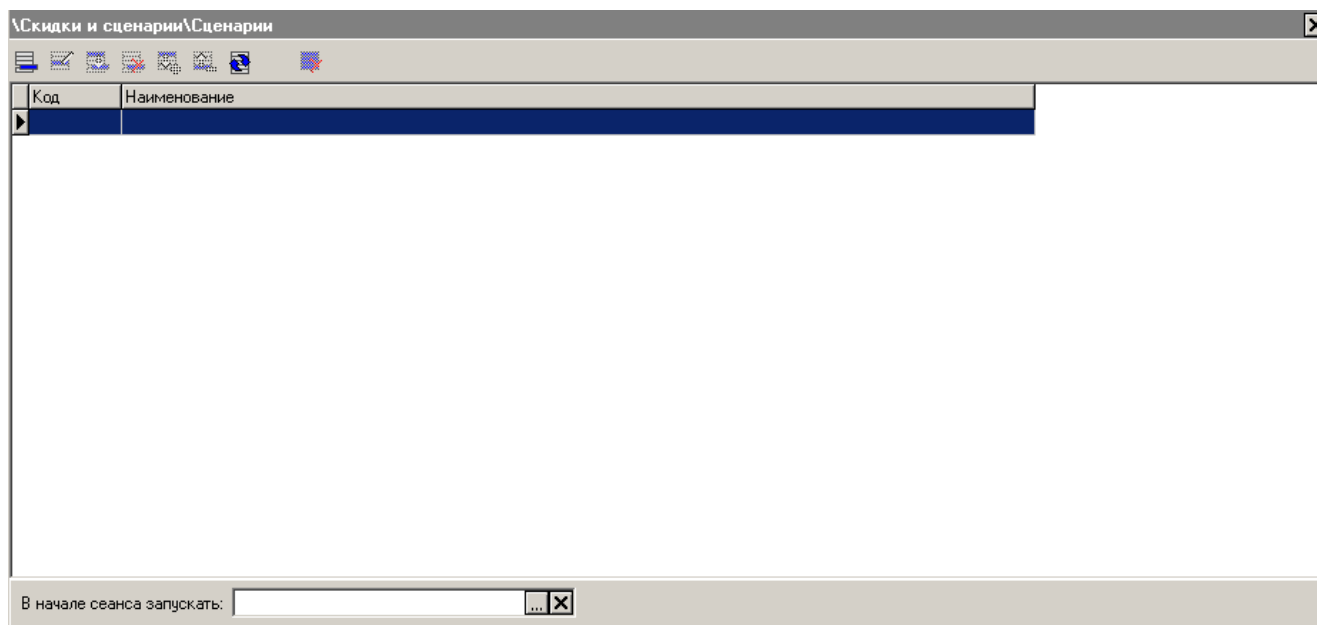 \Скидки и сценарии\Сценарии
Код Наименование
В начале сеанса запускать: ...